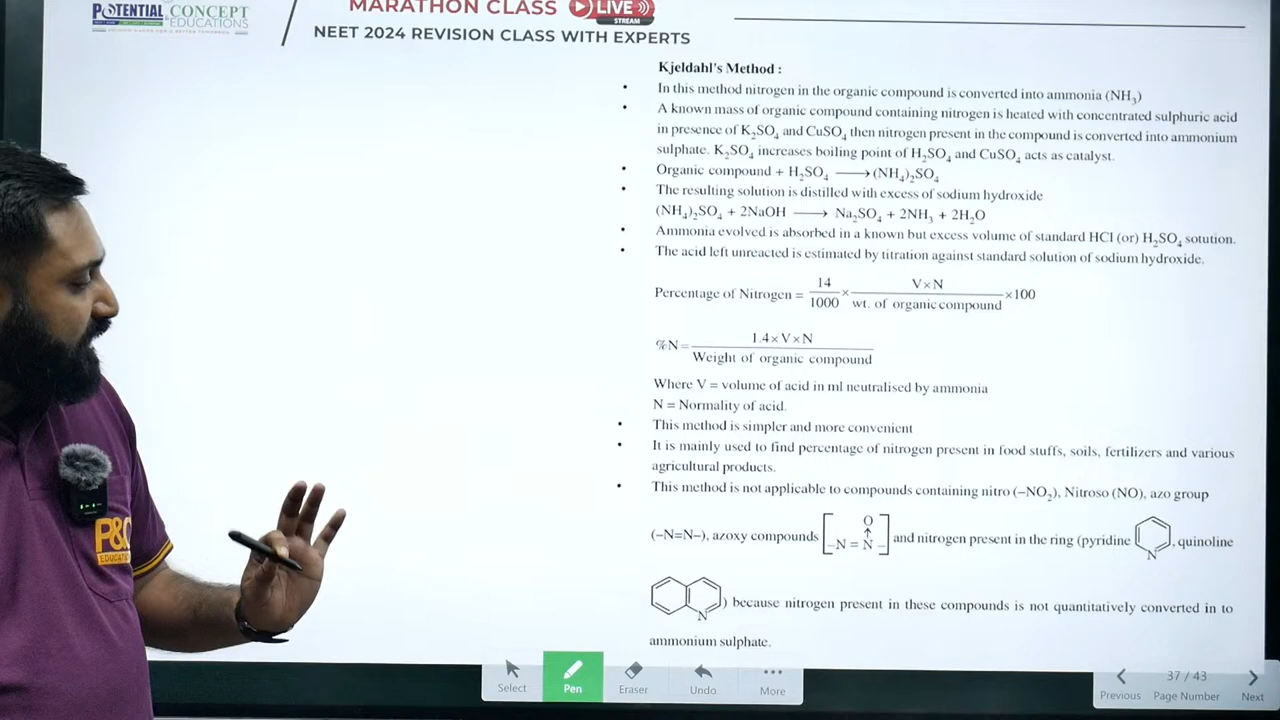 POTENTIAL CONCEPT
EDUCATIONS
MARATHON CLASS LIVE
STREAM
NEET 2024 REVISION CLASS WITH EXPERTS
Kjeldahl's Method :
• In this method nitrogen in the organic compound is converted into ammonia (NH₃)
• A known mass of organic compound containing nitrogen is heated with concentrated sulphuric acid
in presence of K₂SO₄ and CuSO₄ then nitrogen present in the compound is converted into ammonium
sulphate. K₂SO₄ increases boiling point of H₂SO₄ and CuSO₄ acts as catalyst.
• Organic compound + H₂SO₄ ⟶ (NH₄)₂SO₄
• The resulting solution is distilled with excess of sodium hydroxide
(NH₄)₂SO₄ + 2NaOH ⟶ Na₂SO₄ + 2NH₃ + 2H₂O
• Ammonia evolved is absorbed in a known but excess volume of standard HCl (or) H₂SO₄ sotution.
• The acid left unreacted is estimated by titration against standard solution of sodium hydroxide.
Percentage of Nitrogen = 14/1000 × V×N/wt. of organic compound ×100
%N = 1.4×V×N/Weight of organic compound
Where V = volume of acid in ml neutralised by ammonia
N = Normality of acid.
• This method is simpler and more convenient
• It is mainly used to find percentage of nitrogen present in food stuffs, soils, fertilizers and various
agricultural products.
• This method is not applicable to compounds containing nitro (–NO₂), Nitroso (NO), azo group
(–N=N–), azoxy compounds [–N = N(↑O) –] and nitrogen present in the ring (pyridine N, quinoline
N) because nitrogen present in these compounds is not quantitatively converted in to
ammonium sulphate.
P&C
EDUCATION
Select Pen Eraser Undo More
37 / 43
Previous Page Number Next